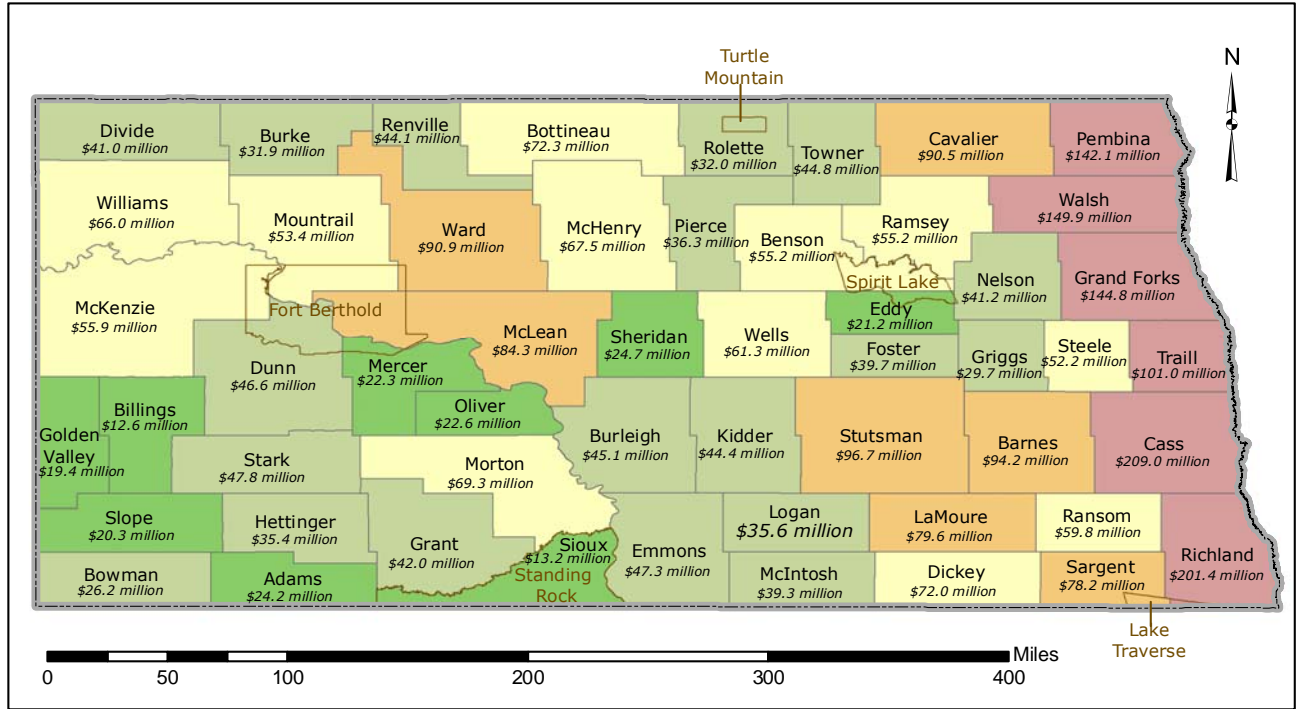 Turtle
Mountain
N
Divide
$41.0 million
Burke
$31.9 million
Renville
$44.1 million
Bottineau
$72.3 million
Rolette
$32.0 million
Towner
$44.8 million
Cavalier
$90.5 million
Pembina
$142.1 million
Williams
$66.0 million
Mountrail
$53.4 million
Ward
$90.9 million
McHenry
$67.5 million
Pierce
$36.3 million
Benson
$55.2 million
Ramsey
$55.2 million
Walsh
$149.9 million
McKenzie
$55.9 million
Fort Berthold
Spirit Lake
Nelson
$41.2 million
Grand Forks
$144.8 million
Dunn
$46.6 million
Mercer
$22.3 million
McLean
$84.3 million
Sheridan
$24.7 million
Wells
$61.3 million
Eddy
$21.2 million
Foster
$39.7 million
Griggs
$29.7 million
Steele
$52.2 million
Traill
$101.0 million
Golden
Valley
$19.4 million
Billings
$12.6 million
Oliver
$22.6 million
Stark
$47.8 million
Morton
$69.3 million
Burleigh
$45.1 million
Kidder
$44.4 million
Stutsman
$96.7 million
Barnes
$94.2 million
Cass
$209.0 million
Slope
$20.3 million
Hettinger
$35.4 million
Grant
$42.0 million
Sioux
$13.2 million
Standing
Rock
Emmons
$47.3 million
Logan
$35.6 million
LaMoure
$79.6 million
Ransom
$59.8 million
Richland
$201.4 million
Bowman
$26.2 million
Adams
$24.2 million
McIntosh
$39.3 million
Dickey
$72.0 million
Sargent
$78.2 million
Lake
Traverse
Miles
0 50 100 200 300 400